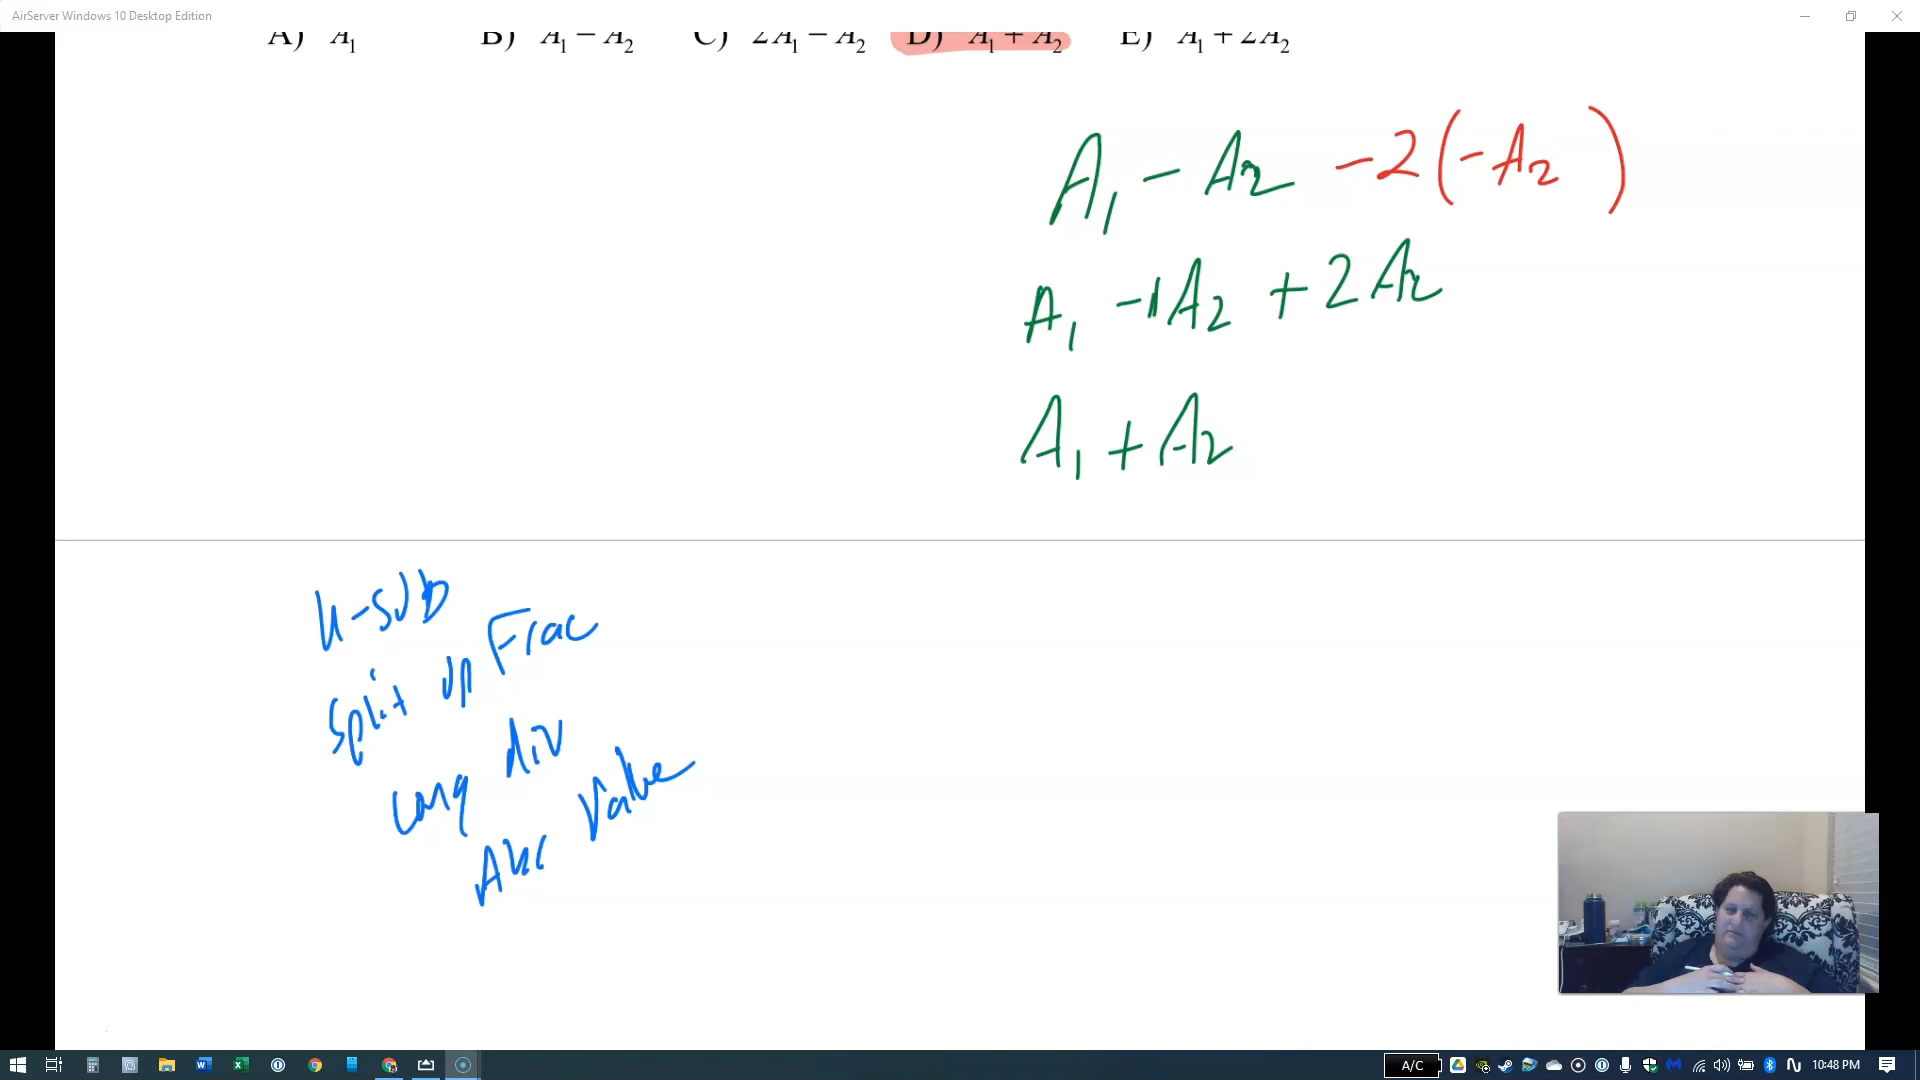 AirServer Windows 10 Desktop Edition
A) A₁ B) A₁ − A₂ C) 2A₁ − A₂ D) A₁ + A₂ E) A₁ + 2A₂
A₁ − A₂ −2(−A₂)
A₁ −1A₂ + 2A₂
A₁ + A₂
u-sub
Split up Frac
Long div
Value
A/C 10:48 PM